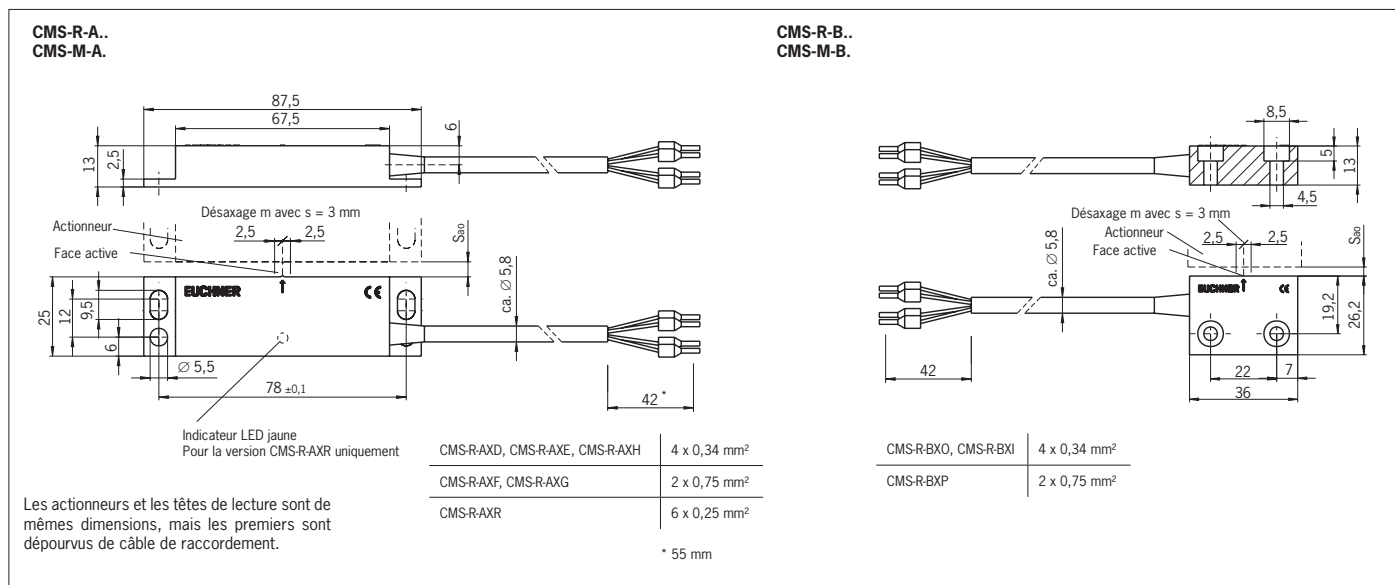 CMS-R-A..
CMS-M-A.
87,5
67,5
6
13
2,5
Désaxage m avec s = 3 mm
Actionneur
2,5
2,5
Face active
Sao
ca. Ø 5,8
EUCHNER
CE
25
12
9,5
6
Ø 5,5
78 ±0,1
42 *
Indicateur LED jaune
Pour la version CMS-R-AXR uniquement
CMS-R-AXD, CMS-R-AXE, CMS-R-AXH 4 x 0,34 mm²
CMS-R-AXF, CMS-R-AXG 2 x 0,75 mm²
CMS-R-AXR 6 x 0,25 mm²
* 55 mm
Les actionneurs et les têtes de lecture sont de
mêmes dimensions, mais les premiers sont
dépourvus de câble de raccordement.
CMS-R-B..
CMS-M-B.
8,5
5
13
4,5
Désaxage m avec s = 3 mm
Actionneur
2,5
2,5
Face active
Sao
ca. Ø 5,8
EUCHNER
CE
19,2
26,2
42
22
7
36
CMS-R-BXO, CMS-R-BXI 4 x 0,34 mm²
CMS-R-BXP 2 x 0,75 mm²